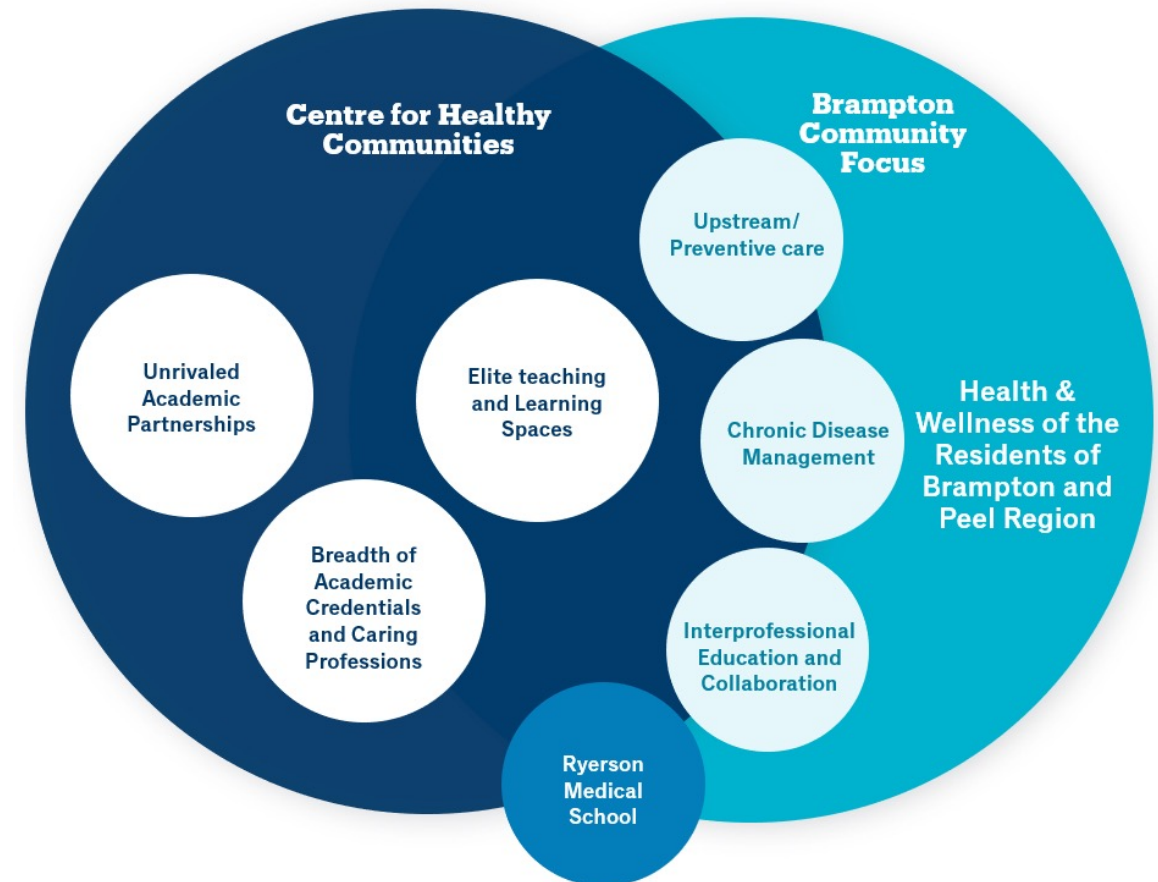 Centre for Healthy
Communities
Brampton
Community
Focus
Upstream/
Preventive care
Unrivaled
Academic
Partnerships
Elite teaching
and Learning
Spaces
Chronic Disease
Management
Health &
Wellness of the
Residents of
Brampton and
Peel Region
Breadth of
Academic
Credentials
and Caring
Professions
Interprofessional
Education and
Collaboration
Ryerson
Medical
School